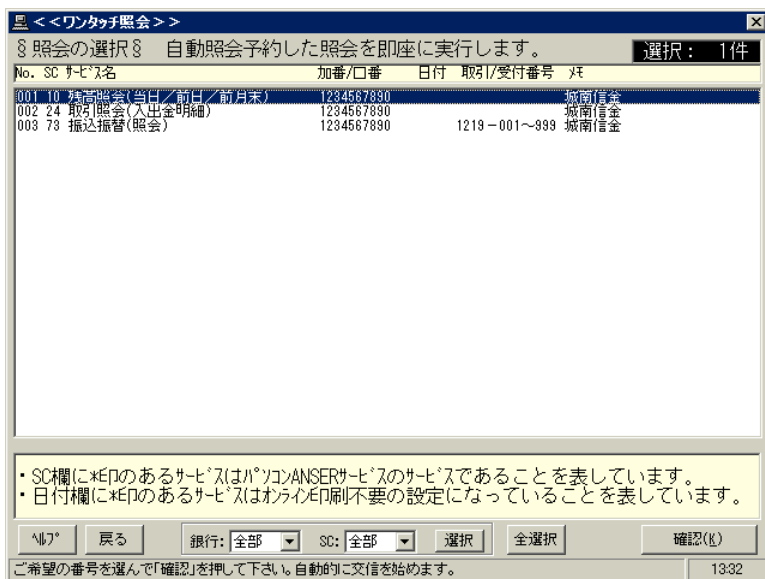 <<ワンタッチ照会>>
§照会の選択§ 自動照会予約した照会を即座に実行します。 選択: 1件
No. SC ｻｰﾋﾞｽ名 加番/口番 日付 取引/受付番号 ﾒﾓ
001 10 残高照会(当日／前日／前月末) 1234567890 城南信金
002 24 取引照会(入出金明細) 1234567890 城南信金
003 73 振込振替(照会) 1234567890 1219－001～999 城南信金
・SC欄に*印のあるｻｰﾋﾞｽはﾊﾟｿｺﾝANSERｻｰﾋﾞｽのｻｰﾋﾞｽであることを表しています。
・日付欄に*印のあるｻｰﾋﾞｽはｵﾝﾗｲﾝ印刷不要の設定になっていることを表しています。
ﾍﾙﾌﾟ 戻る 銀行: 全部 SC: 全部 選択 全選択 確認(K)
ご希望の番号を選んで｢確認｣を押して下さい。自動的に交信を始めます。 13:32